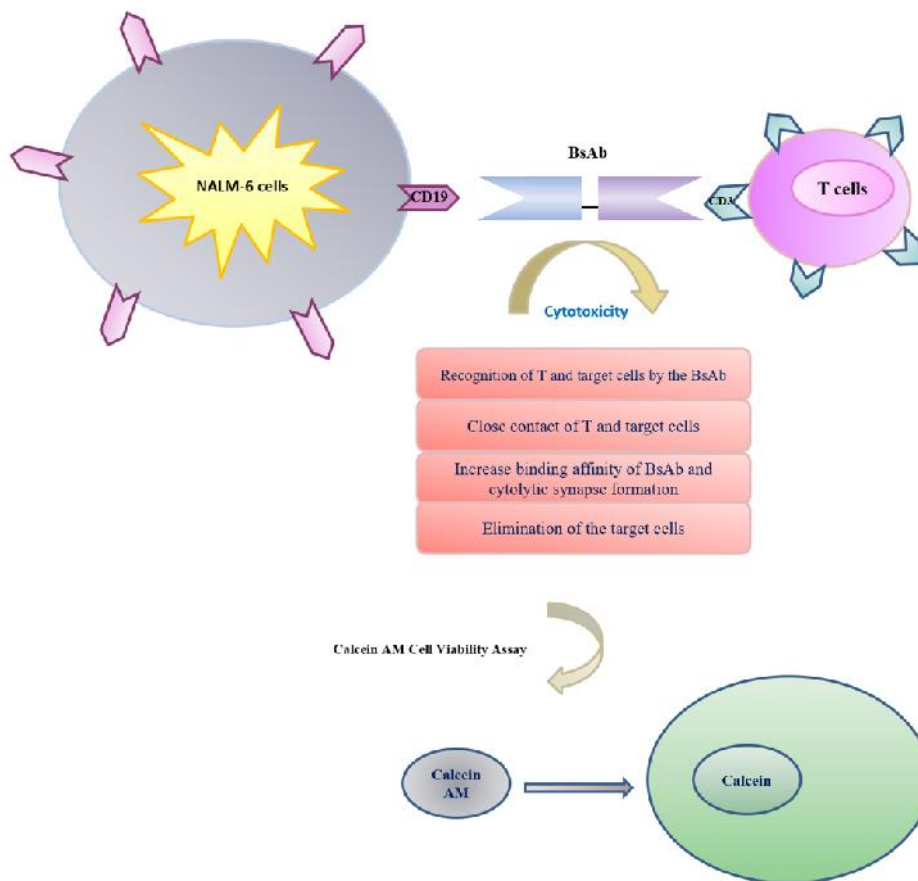 BsAb
NALM-6 cells
CD19
CD3
T cells
Cytotoxicity
Recognition of T and target cells by the BsAb
Close contact of T and target cells
Increase binding affinity of BsAb and
cytolytic synapse formation
Elimination of the target cells
Calcein AM Cell Viability Assay
Calcein
AM
Calcein